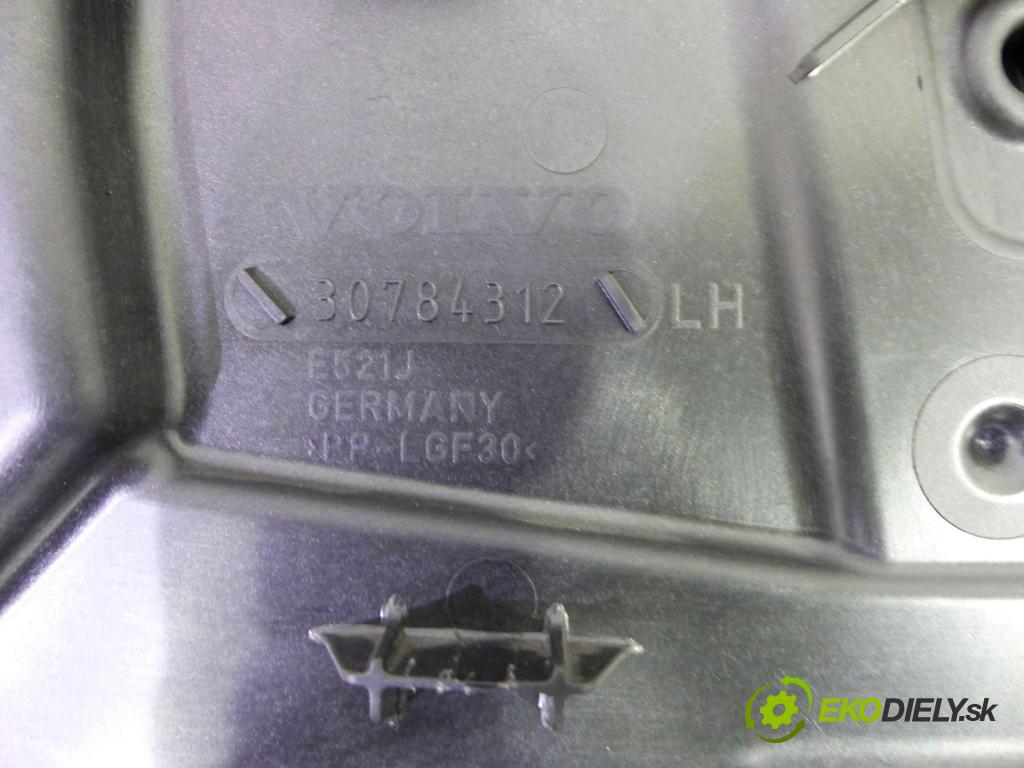 VOLVO
30784312 LH
E521J
GERMANY
>PP-LGF30<
EKODIELY.sk